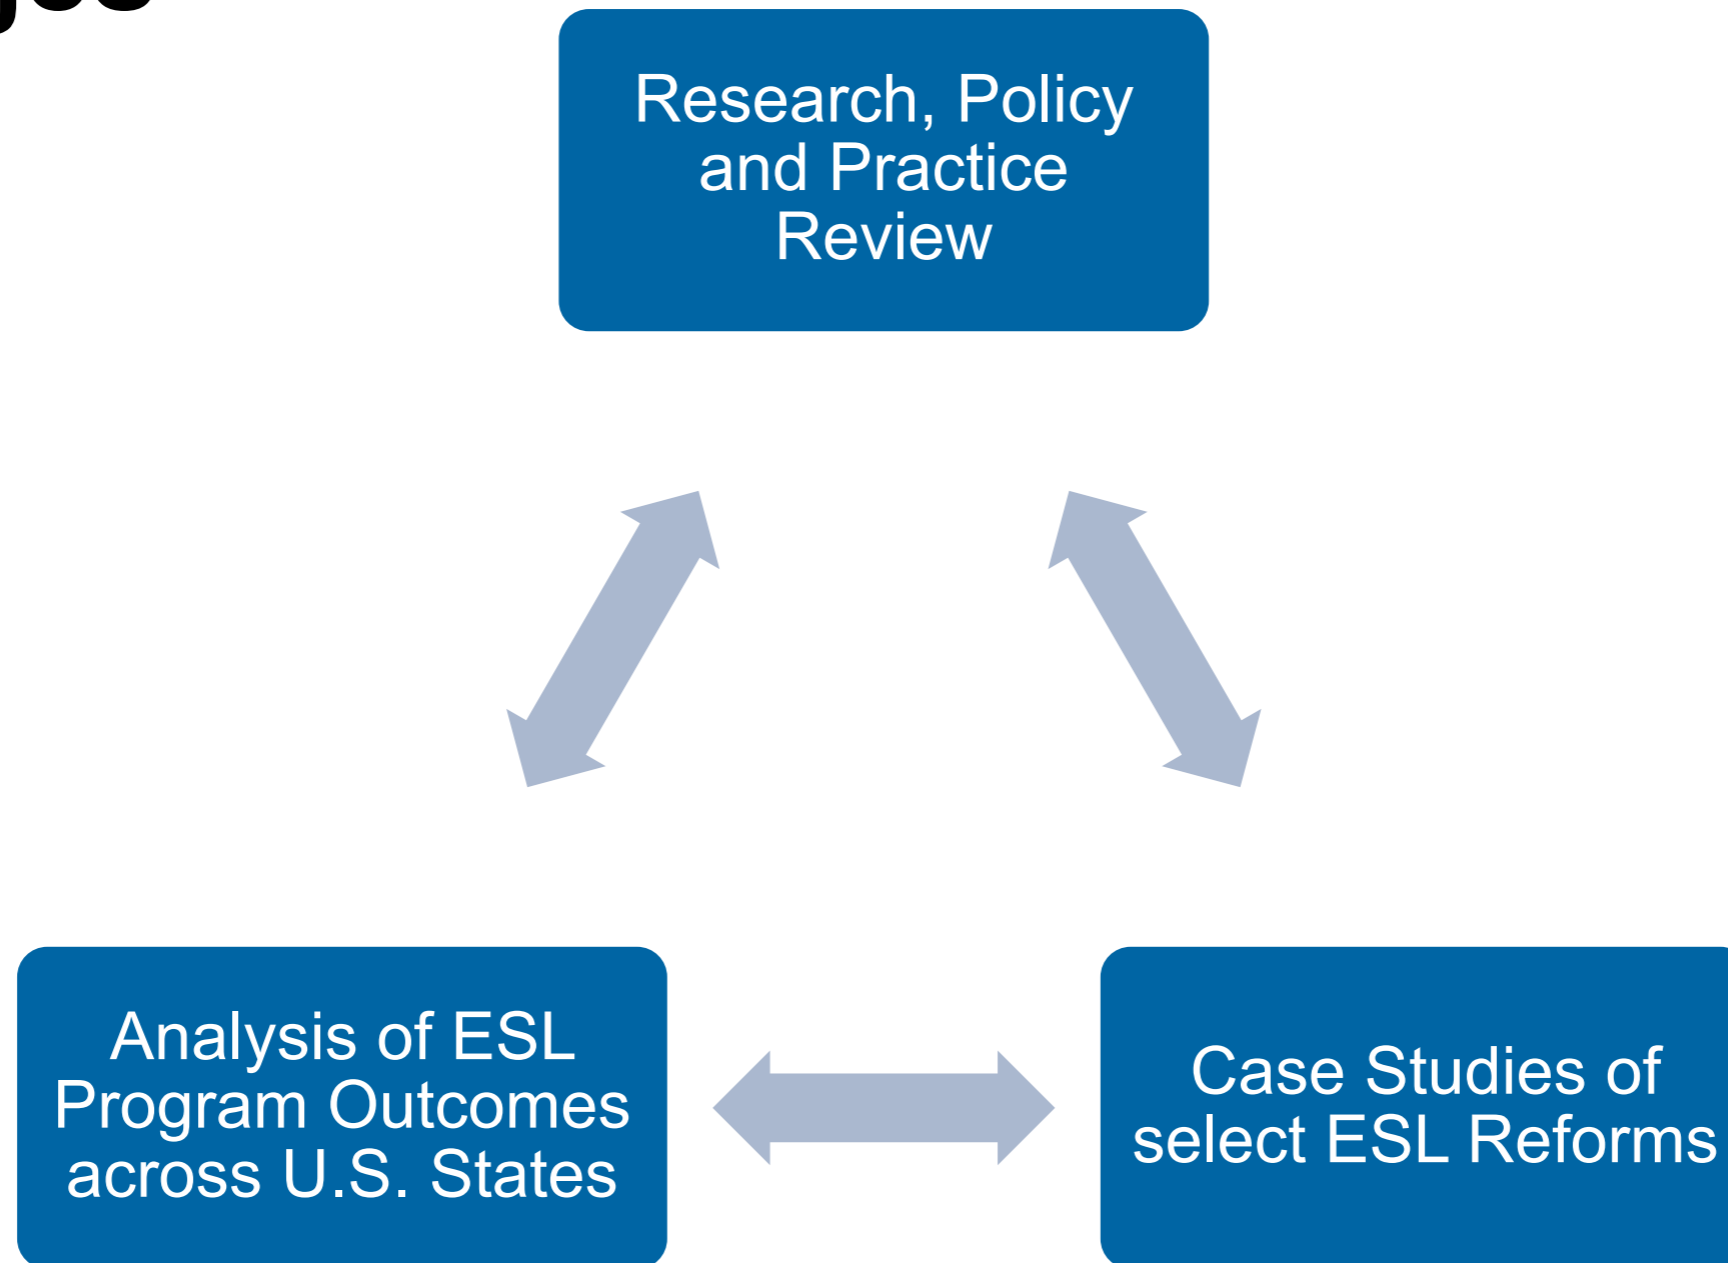 Research, Policy
and Practice
Review
Analysis of ESL
Program Outcomes
across U.S. States
Case Studies of
select ESL Reforms